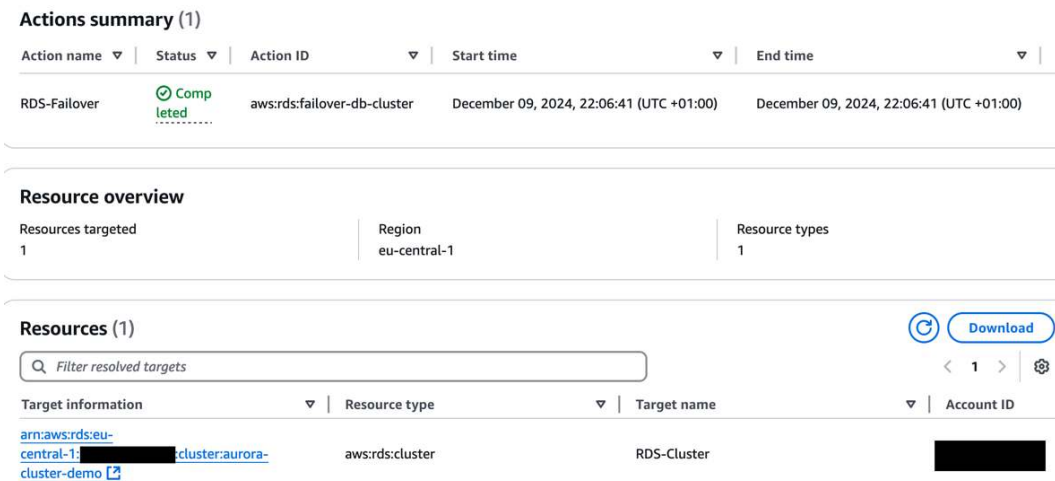 Actions summary (1)
Action name Status Action ID Start time End time
RDS-Failover Comp
leted aws:rds:failover-db-cluster December 09, 2024, 22:06:41 (UTC +01:00) December 09, 2024, 22:06:41 (UTC +01:00)
Resource overview
Resources targeted Region Resource types
1 eu-central-1 1
Resources (1) Download
Filter resolved targets 1
Target information Resource type Target name Account ID
arn:aws:rds:eu-
central-1: :cluster:aurora- aws:rds:cluster RDS-Cluster
cluster-demo